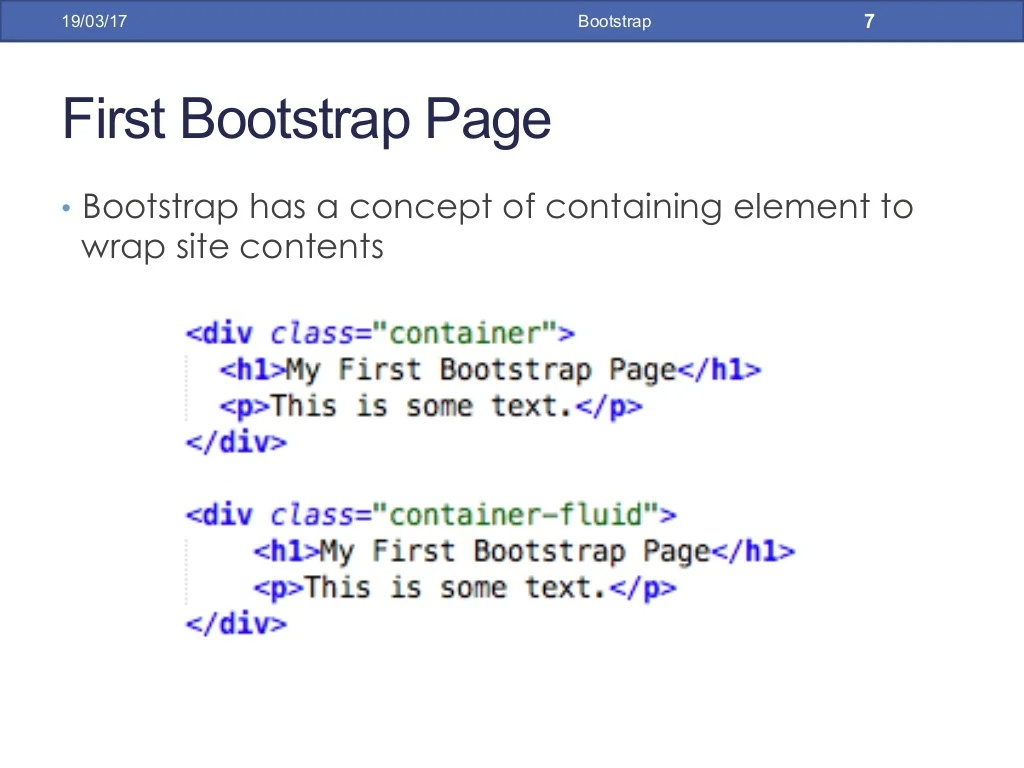 19/03/17 Bootstrap 7
First Bootstrap Page
• Bootstrap has a concept of containing element to
wrap site contents
<div class="container">
<h1>My First Bootstrap Page</h1>
<p>This is some text.</p>
</div>
<div class="container-fluid">
<h1>My First Bootstrap Page</h1>
<p>This is some text.</p>
</div>